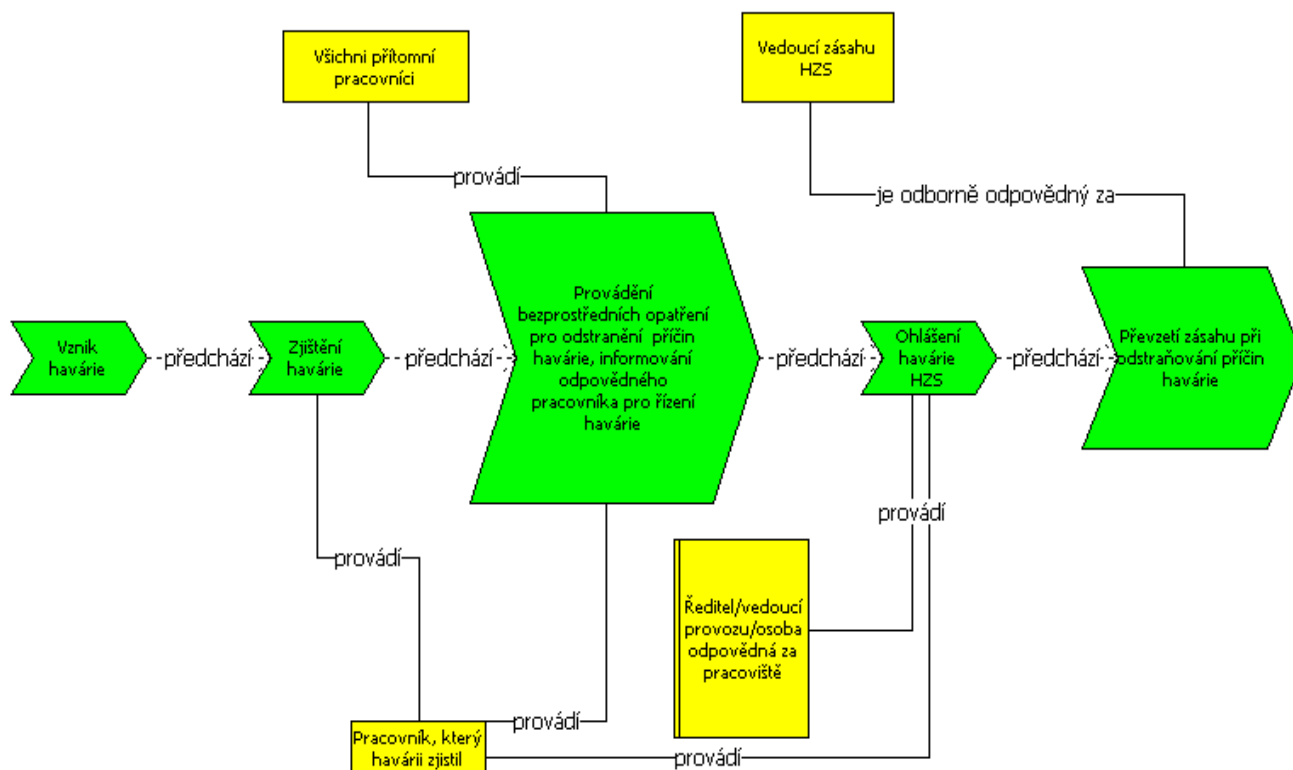 Všichni přítomní
pracovníci
Vedoucí zásahu
HZS
provádí
je odborně odpovědný za
Vznik
havárie
předchází
Zjištění
havárie
předchází
Provádění
bezprostředních opatření
pro odstranění příčin
havárie, informování
odpovědného
pracovníka pro řízení
havárie
předchází
Ohlášení
havárie
HZS
předchází
Převzetí zásahu při
odstraňování příčin
havárie
provádí
provádí
Ředitel/vedoucí
provozu/osoba
odpovědná za
pracoviště
provádí
Pracovník, který
havárii zjistil
provádí